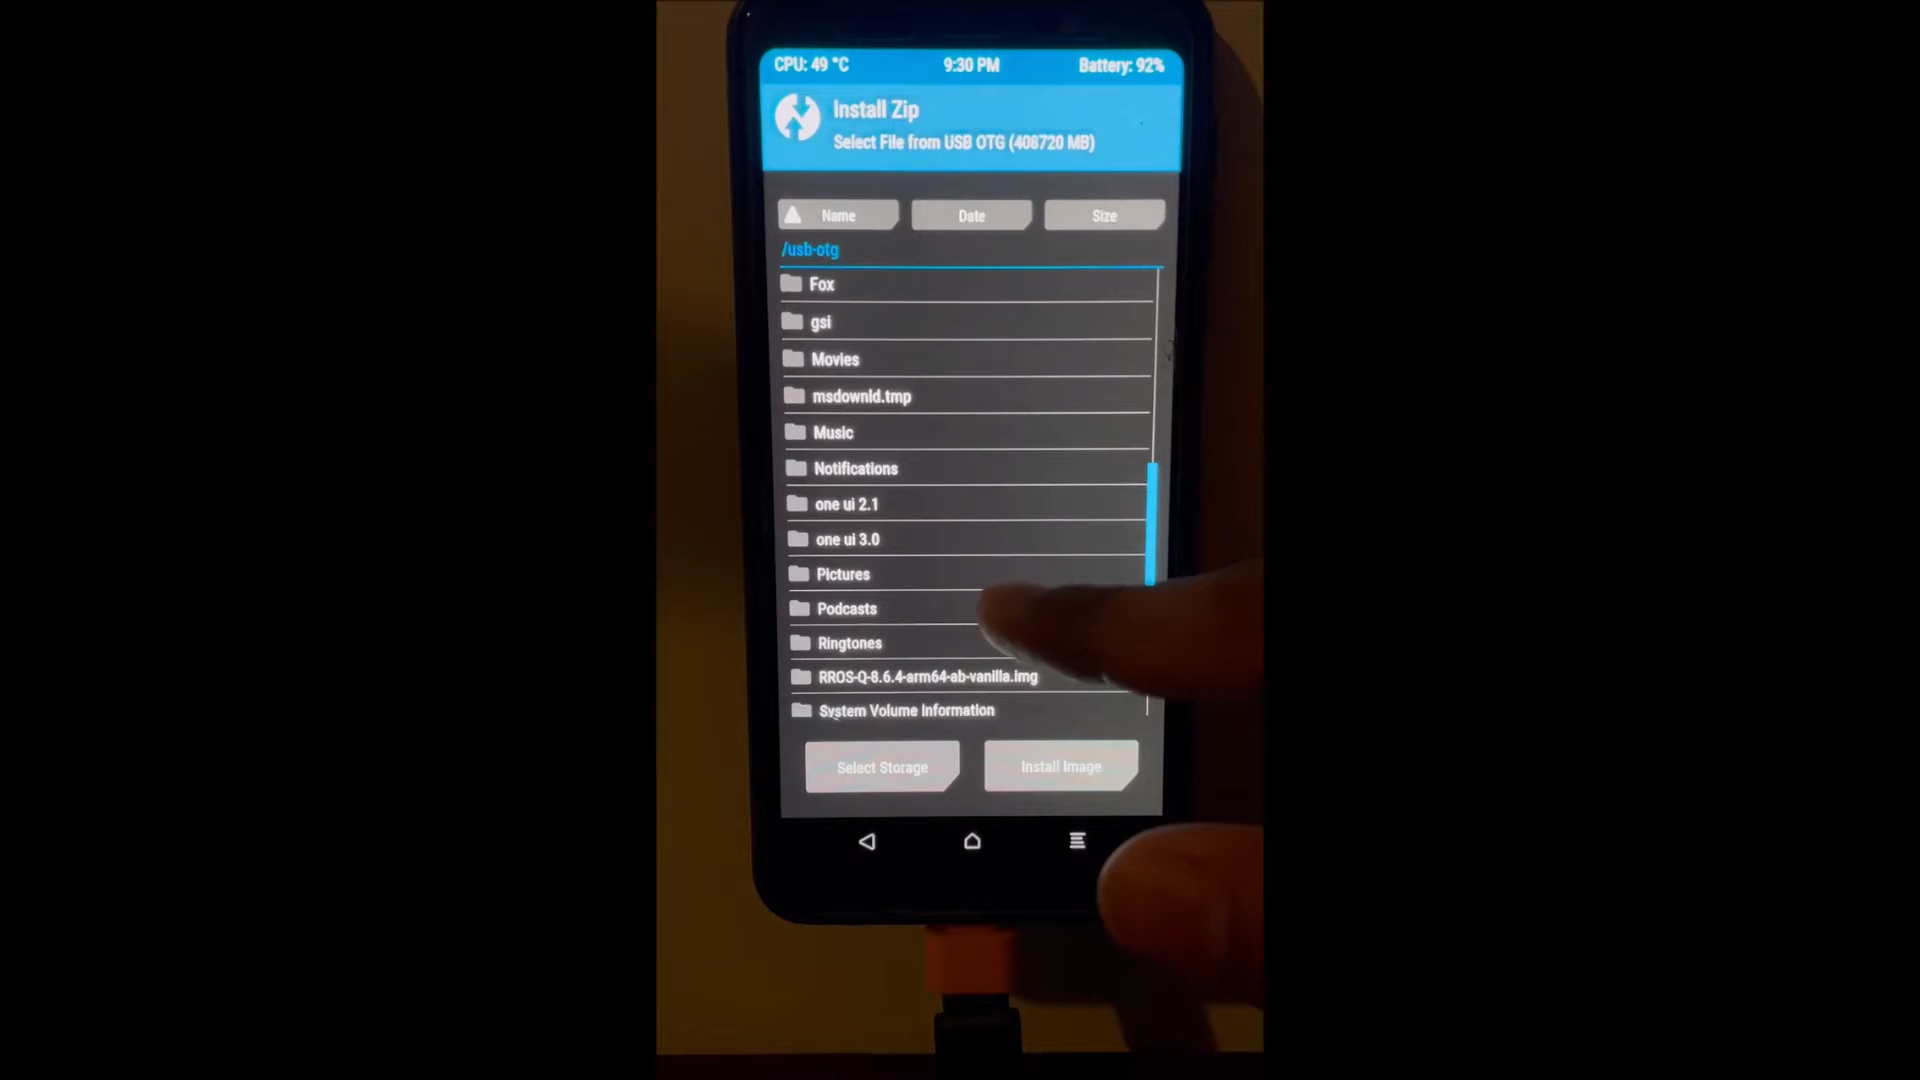 CPU: 49 °C 9:30 PM Battery: 92%
Install Zip
Select File from USB OTG (408720 MB)
Name Date Size
/usb-otg
Fox
gsi
Movies
msdownld.tmp
Music
Notifications
one ui 2.1
one ui 3.0
Pictures
Podcasts
Ringtones
RROS-Q-8.6.4-arm64-ab-vanilla.img
System Volume Information
Select Storage Install Image